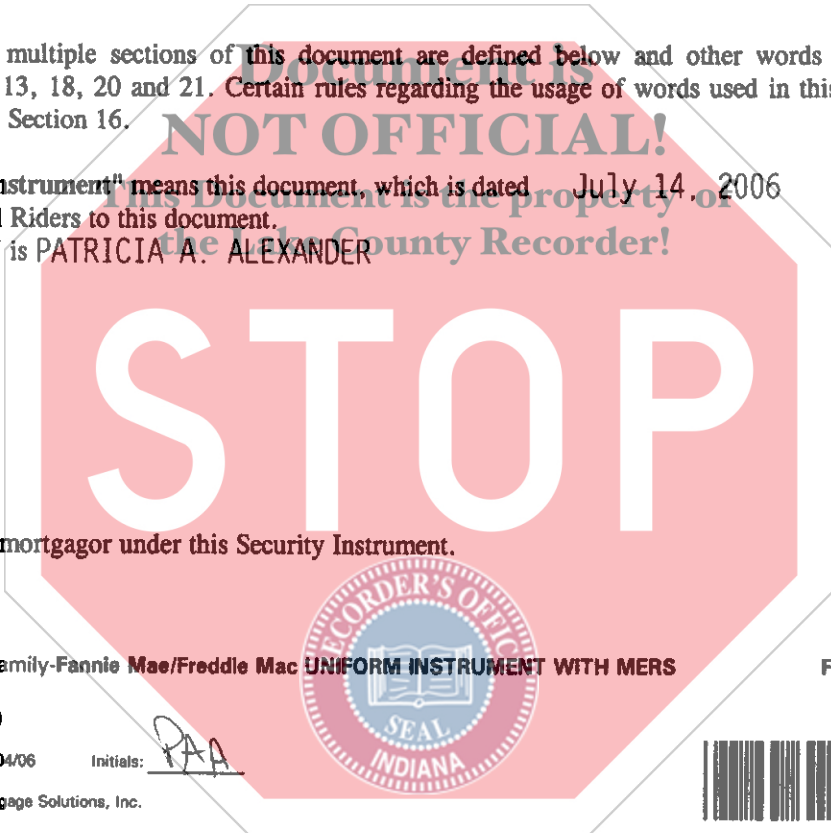 multiple sections of this document are defined below and other words
13, 18, 20 and 21. Certain rules regarding the usage of words used in this
Section 16.
Document is
NOT OFFICIAL!
This Document is the property of
the Lake County Recorder!
strument" means this document, which is dated July 14, 2006
Riders to this document.
is PATRICIA A. ALEXANDER
STOP
mortgagor under this Security Instrument.
RECORDER'S OFFICE
SEAL
INDIANA
amily-Fannie Mae/Freddie Mac UNIFORM INSTRUMENT WITH MERS F
04/06 Initials: PAA
gage Solutions, Inc.